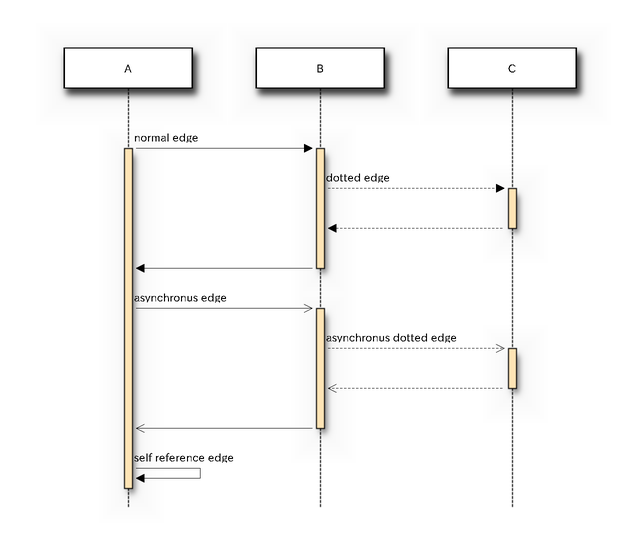 A
B
C
normal edge
dotted edge
asynchronus edge
asynchronus dotted edge
self reference edge